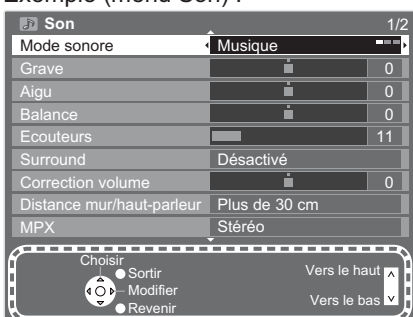 Exemple (menu Son) :
Son 1/2
Mode sonore Musique
Grave 0
Aigu 0
Balance 0
Ecouteurs 11
Surround Désactivé
Correction volume 0
Distance mur/haut-parleur Plus de 30 cm
MPX Stéréo
Choisir
Sortir
Modifier
Revenir
Vers le haut
Vers le bas